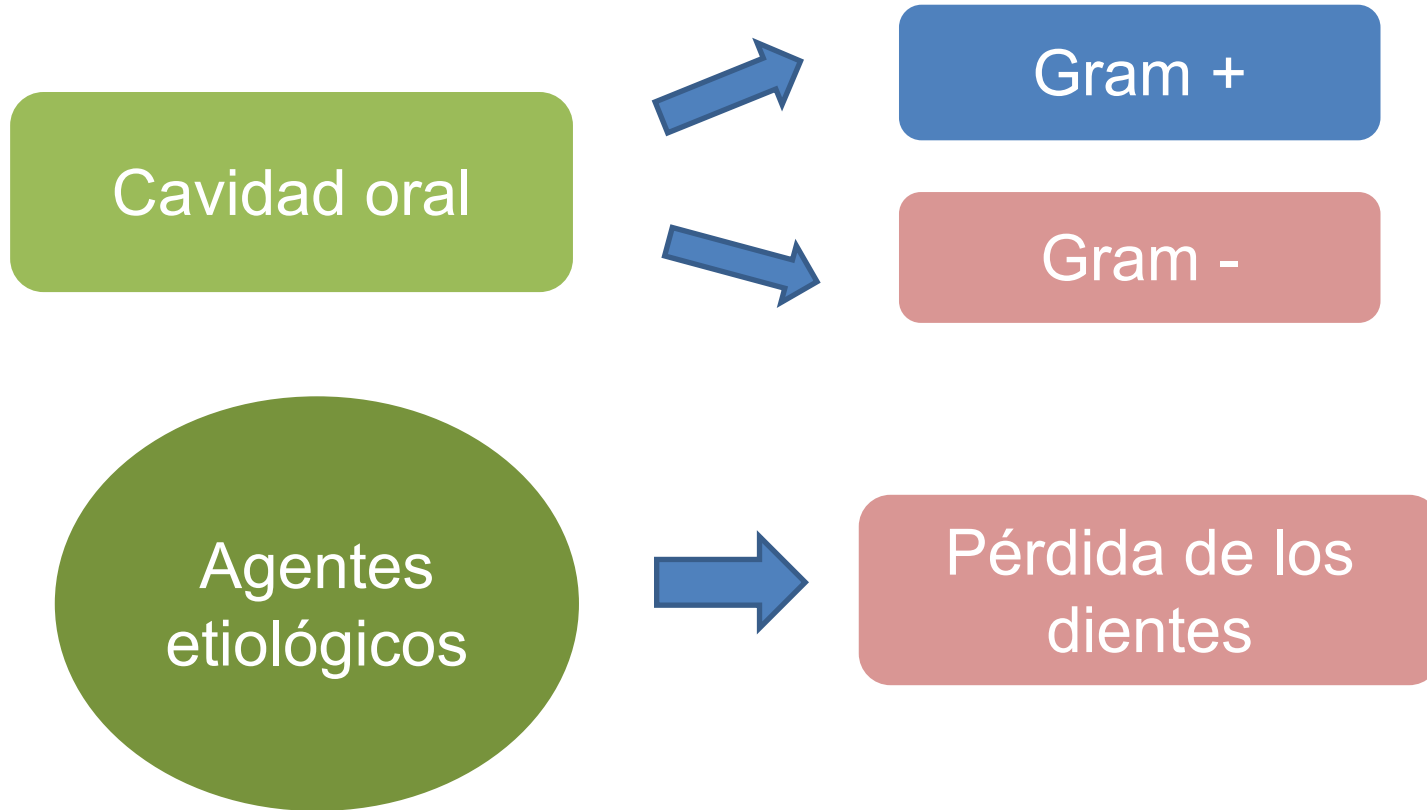 Cavidad oral
Gram +
Gram -
Agentes
etiológicos
Pérdida de los
dientes